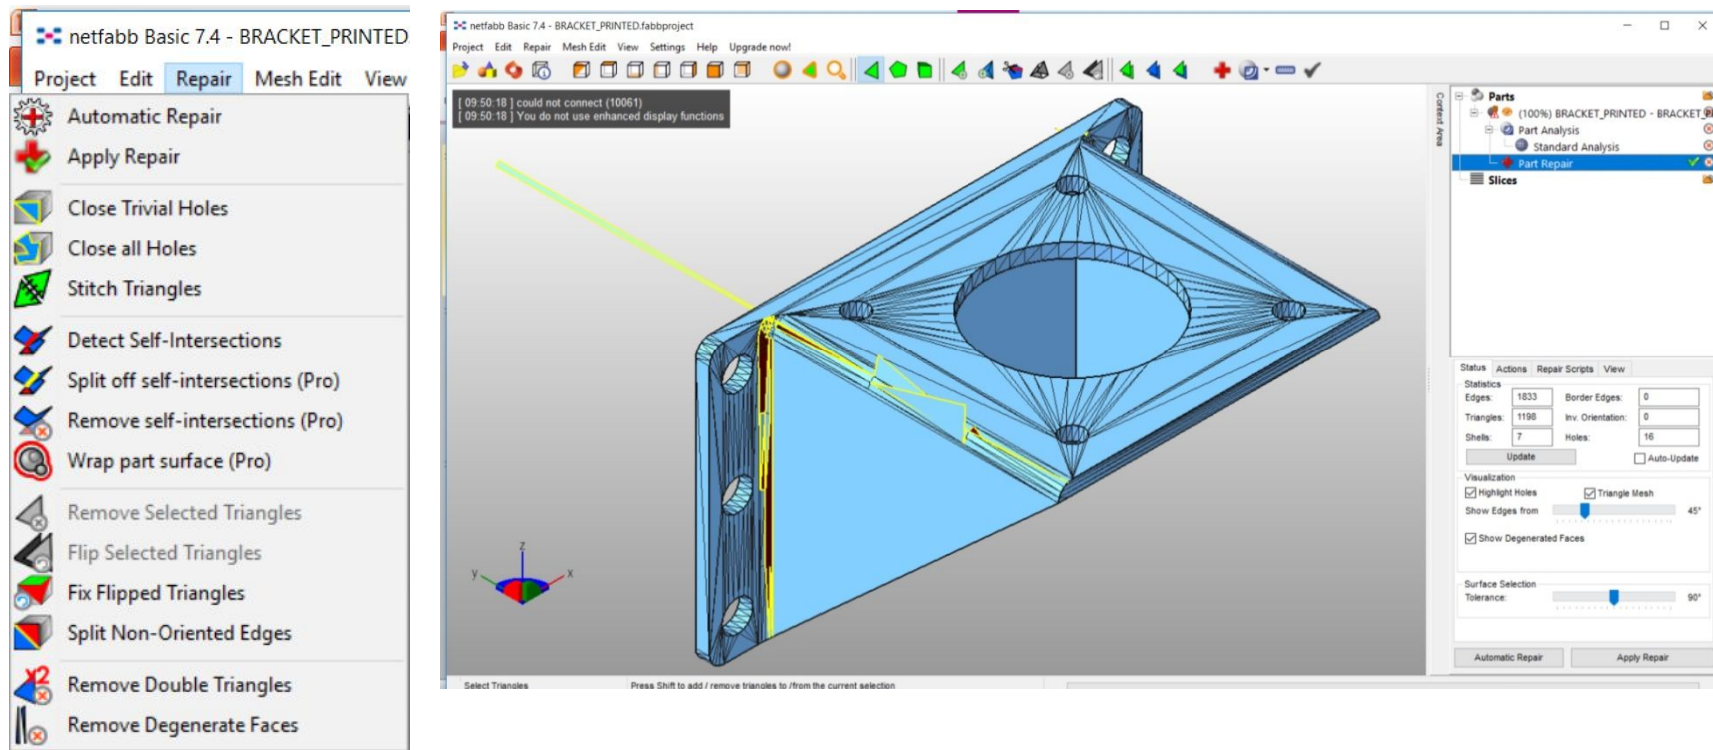 netfabb Basic 7.4 - BRACKET_PRINTED
Project Edit Repair Mesh Edit View
Automatic Repair
Apply Repair
Close Trivial Holes
Close all Holes
Stitch Triangles
Detect Self-Intersections
Split off self-intersections (Pro)
Remove self-intersections (Pro)
Wrap part surface (Pro)
Remove Selected Triangles
Flip Selected Triangles
Fix Flipped Triangles
Split Non-Oriented Edges
X2
Remove Double Triangles
Remove Degenerate Faces
netfabb Basic 7.4 - BRACKET_PRINTED.fabbproject
Project Edit Repair Mesh Edit View Settings Help Upgrade now!
[ 09:50:18 ] could not connect (10061)
[ 09:50:18 ] You do not use enhanced display functions
z
y
x
Select Triangles
Press Shift to add / remove triangles to /from the current selection
Context Area
Parts
(100%) BRACKET_PRINTED - BRACKET_
Part Analysis
Standard Analysis
Part Repair
Slices
Status Actions Repair Scripts View
Statistics
Edges: 1833 Border Edges: 0
Triangles: 1198 Inv. Orientation: 0
Shells: 7 Holes: 16
Update Auto-Update
Visualization
Highlight Holes Triangle Mesh
Show Edges from 45°
Show Degenerated Faces
Surface Selection
Tolerance: 90°
Automatic Repair Apply Repair